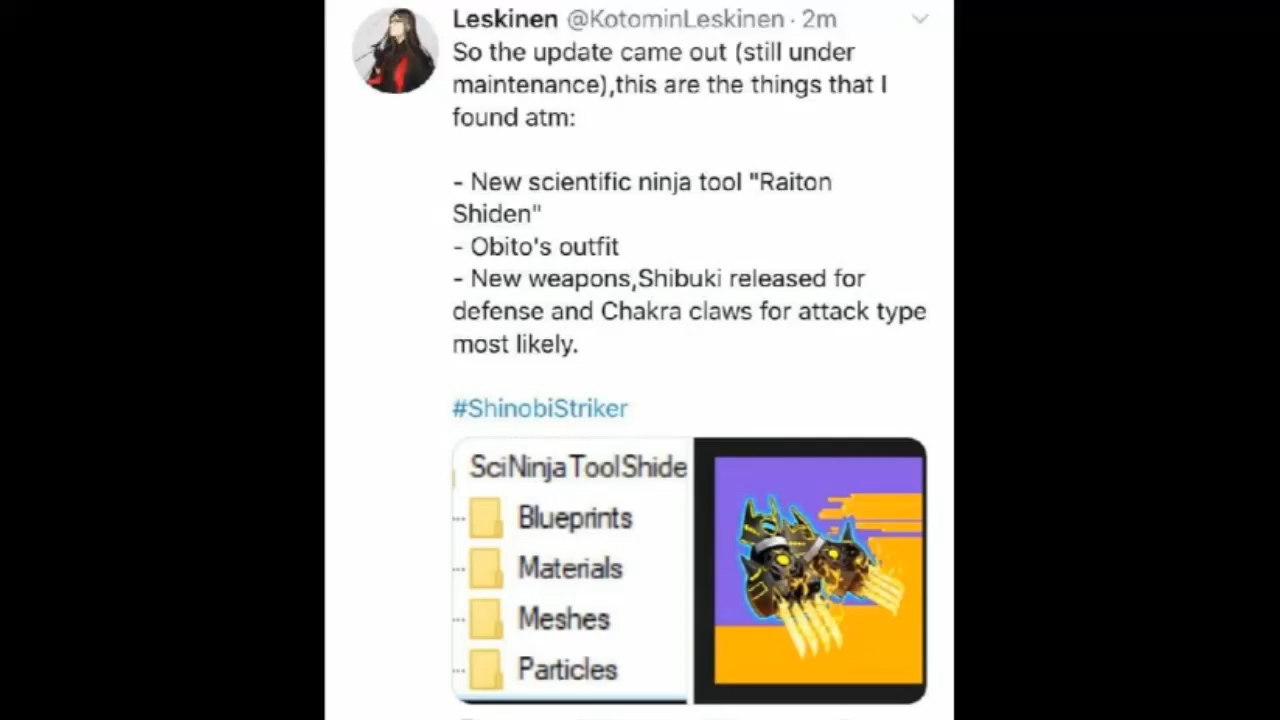 Leskinen @KotominLeskinen · 2m
So the update came out (still under
maintenance),this are the things that I
found atm:
- New scientific ninja tool "Raiton
Shiden"
- Obito's outfit
- New weapons,Shibuki released for
defense and Chakra claws for attack type
most likely.
#ShinobiStriker
SciNinjaToolShide
Blueprints
Materials
Meshes
Particles